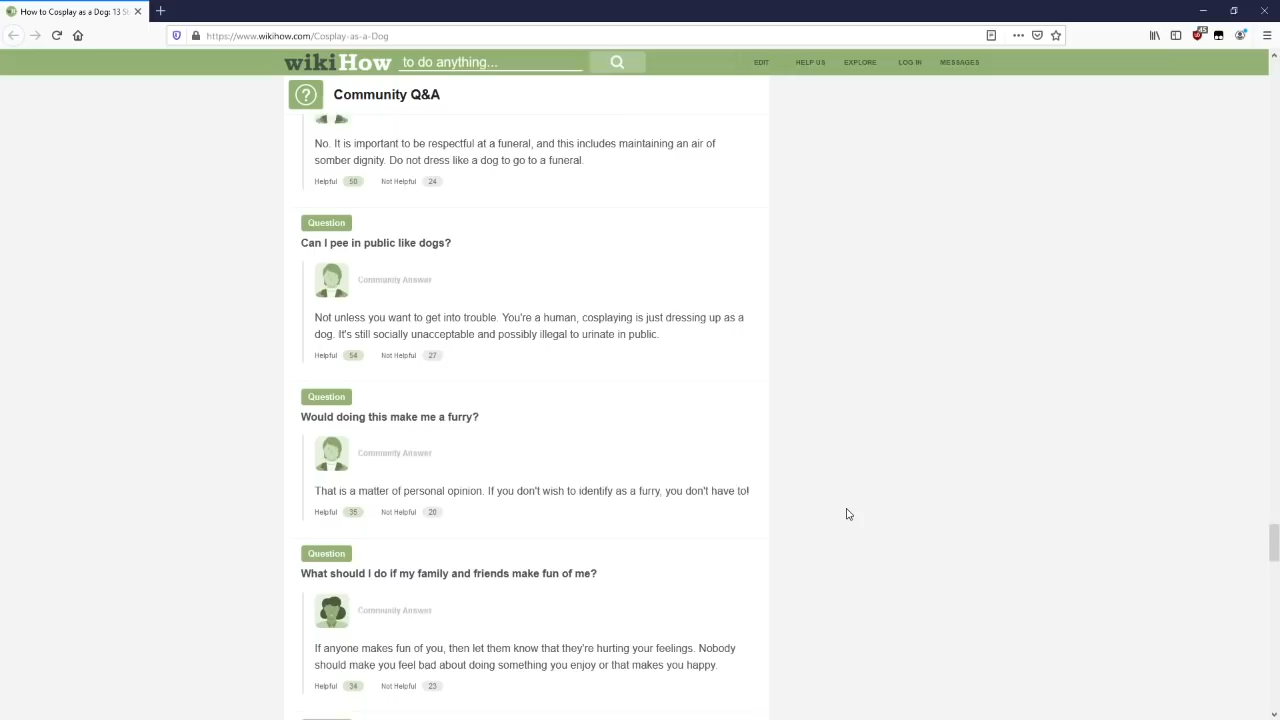 How to Cosplay as a Dog: 13 St
https://www.wikihow.com/Cosplay-as-a-Dog
wikiHow to do anything... EDIT HELP US EXPLORE LOG IN MESSAGES
Community Q&A
No. It is important to be respectful at a funeral, and this includes maintaining an air of
somber dignity. Do not dress like a dog to go to a funeral.
Helpful 50 Not Helpful 24
Question
Can I pee in public like dogs?
Community Answer
Not unless you want to get into trouble. You're a human, cosplaying is just dressing up as a
dog. It's still socially unacceptable and possibly illegal to urinate in public.
Helpful 54 Not Helpful 27
Question
Would doing this make me a furry?
Community Answer
That is a matter of personal opinion. If you don't wish to identify as a furry, you don't have to!
Helpful 35 Not Helpful 20
Question
What should I do if my family and friends make fun of me?
Community Answer
If anyone makes fun of you, then let them know that they're hurting your feelings. Nobody
should make you feel bad about doing something you enjoy or that makes you happy.
Helpful 34 Not Helpful 23